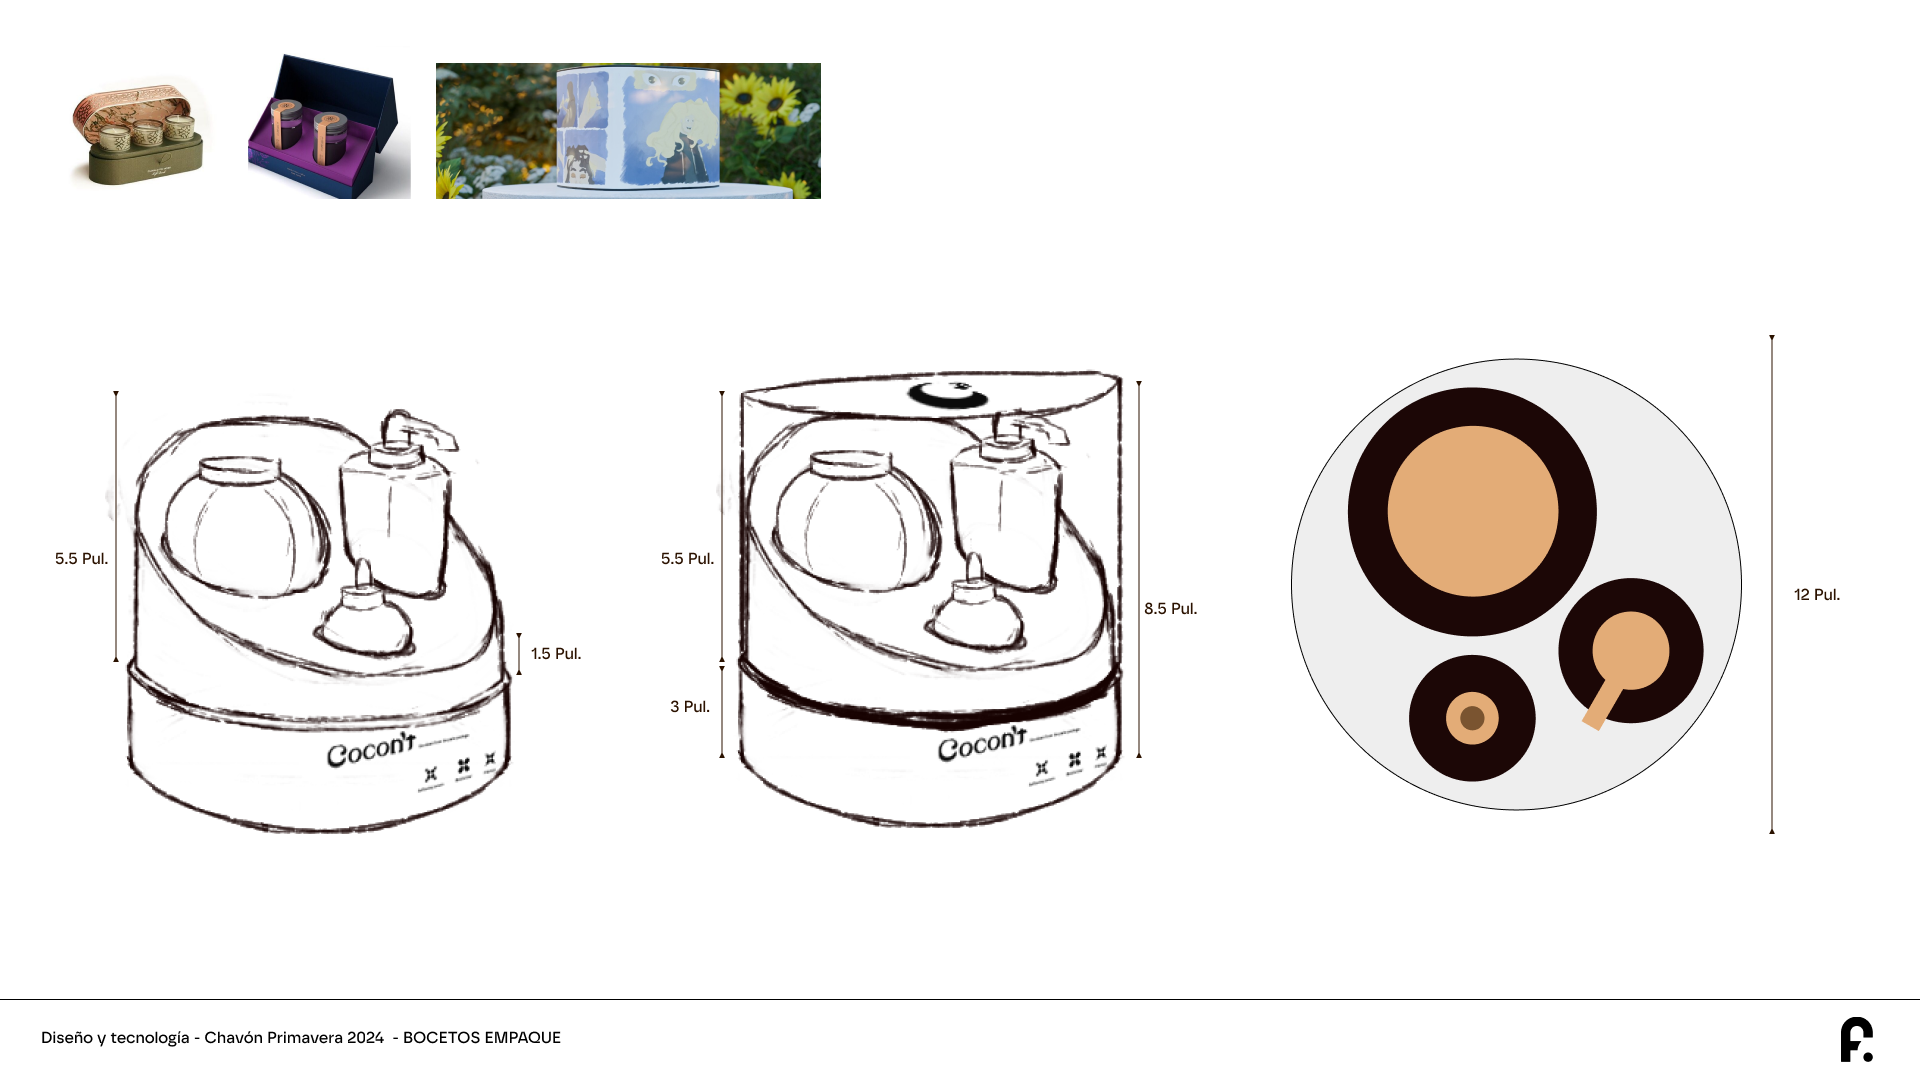 5.5 Pul.
1.5 Pul.
Cocon't
5.5 Pul.
3 Pul.
8.5 Pul.
Cocon't
12 Pul.
Diseño y tecnología - Chavón Primavera 2024 - BOCETOS EMPAQUE